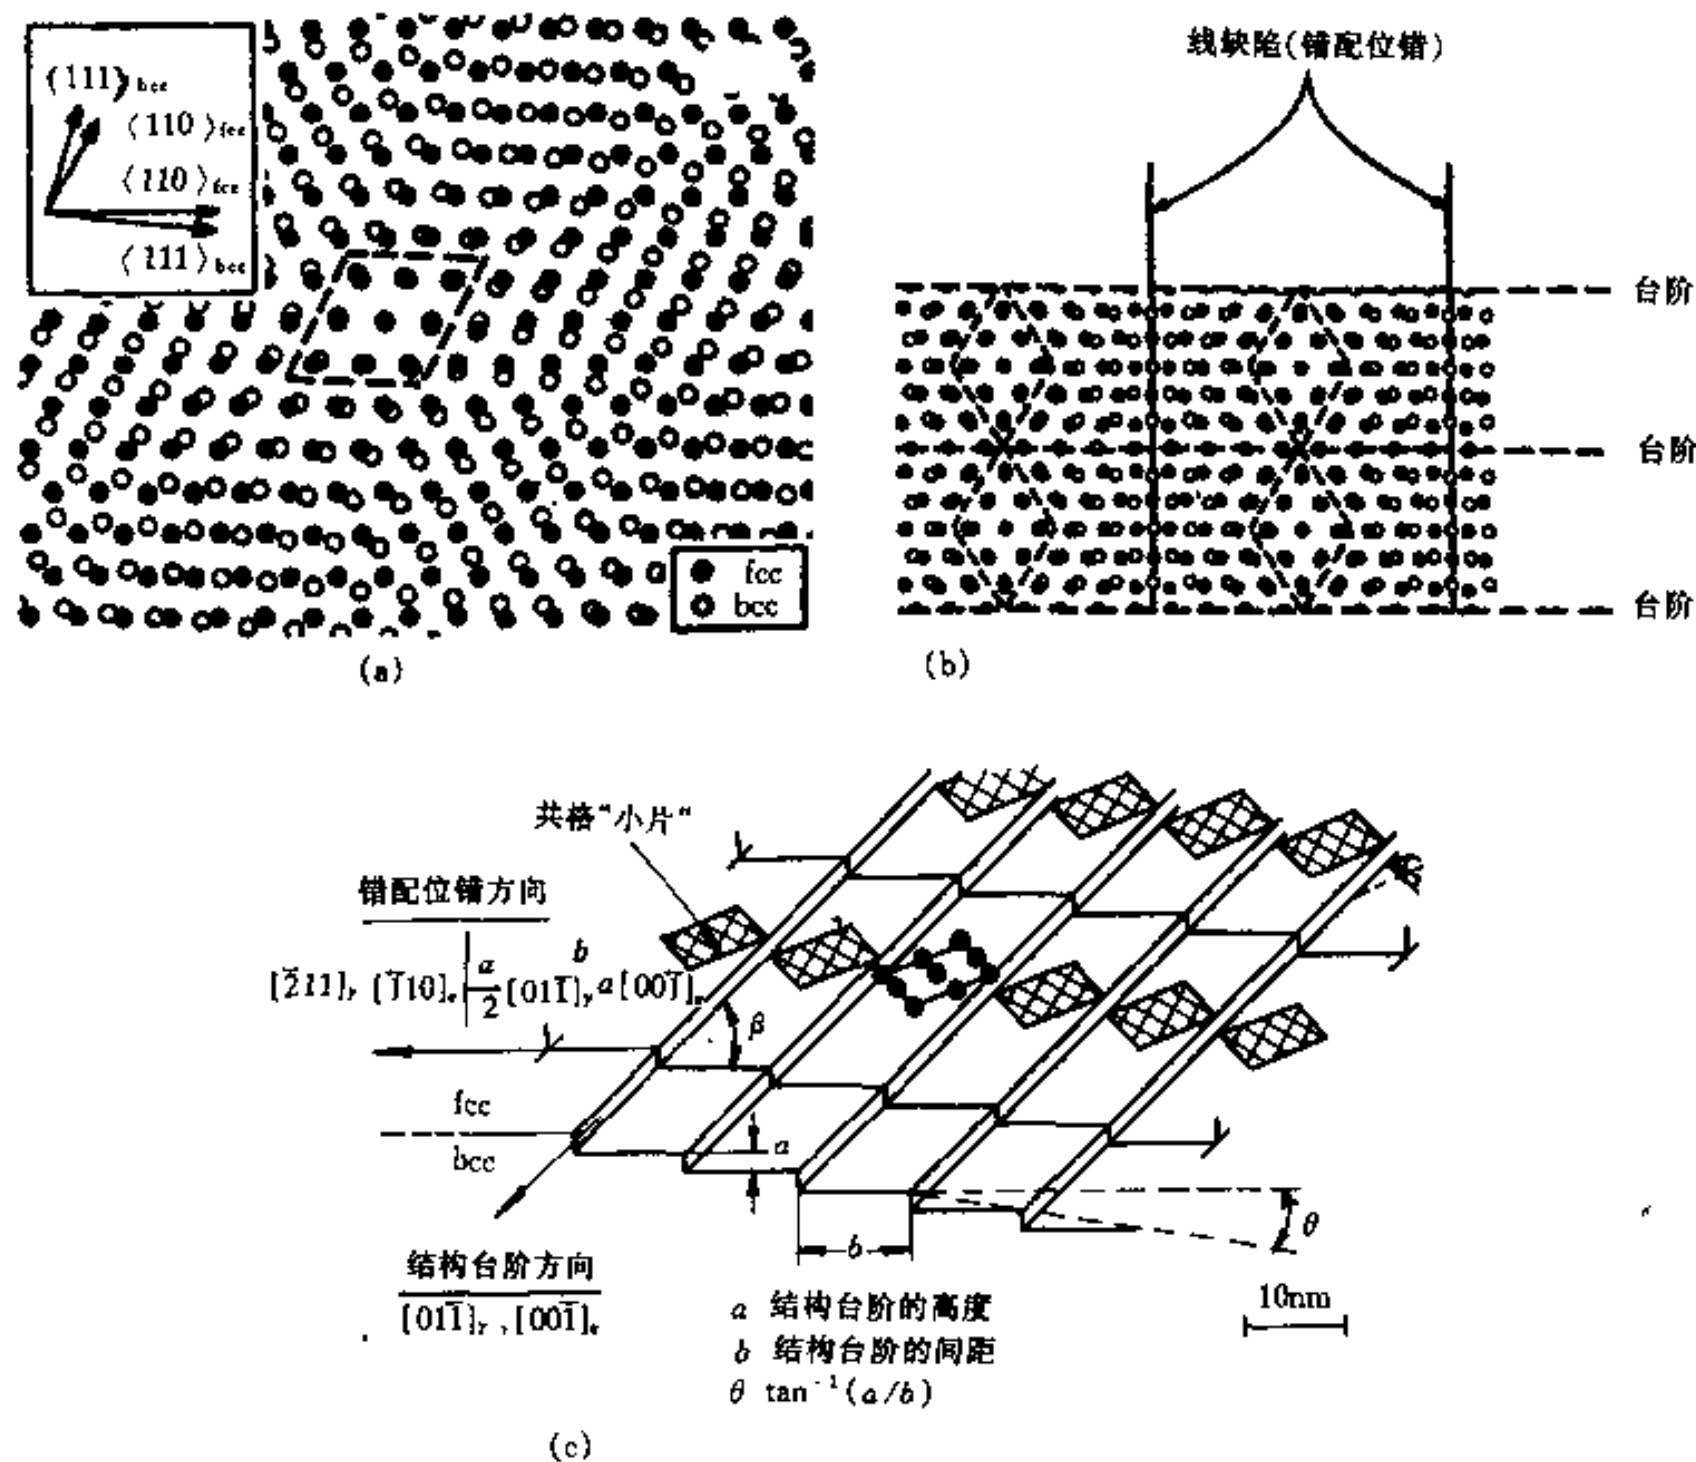 ⟨111⟩bcc
⟨110⟩fcc
⟨110⟩fcc
⟨111⟩bcc
fcc
bcc
(a)
线缺陷(错配位错)
台阶
台阶
台阶
(b)
共格"小片"
错配位错方向
b
[2̄11]γ [1̄10]α a/2[011̄]γ a[001̄]α
β
fcc
bcc
a
θ
b
结构台阶方向
[011̄]γ,[001̄]α
10nm
a 结构台阶的高度
b 结构台阶的间距
θ tan⁻¹(a/b)
(c)